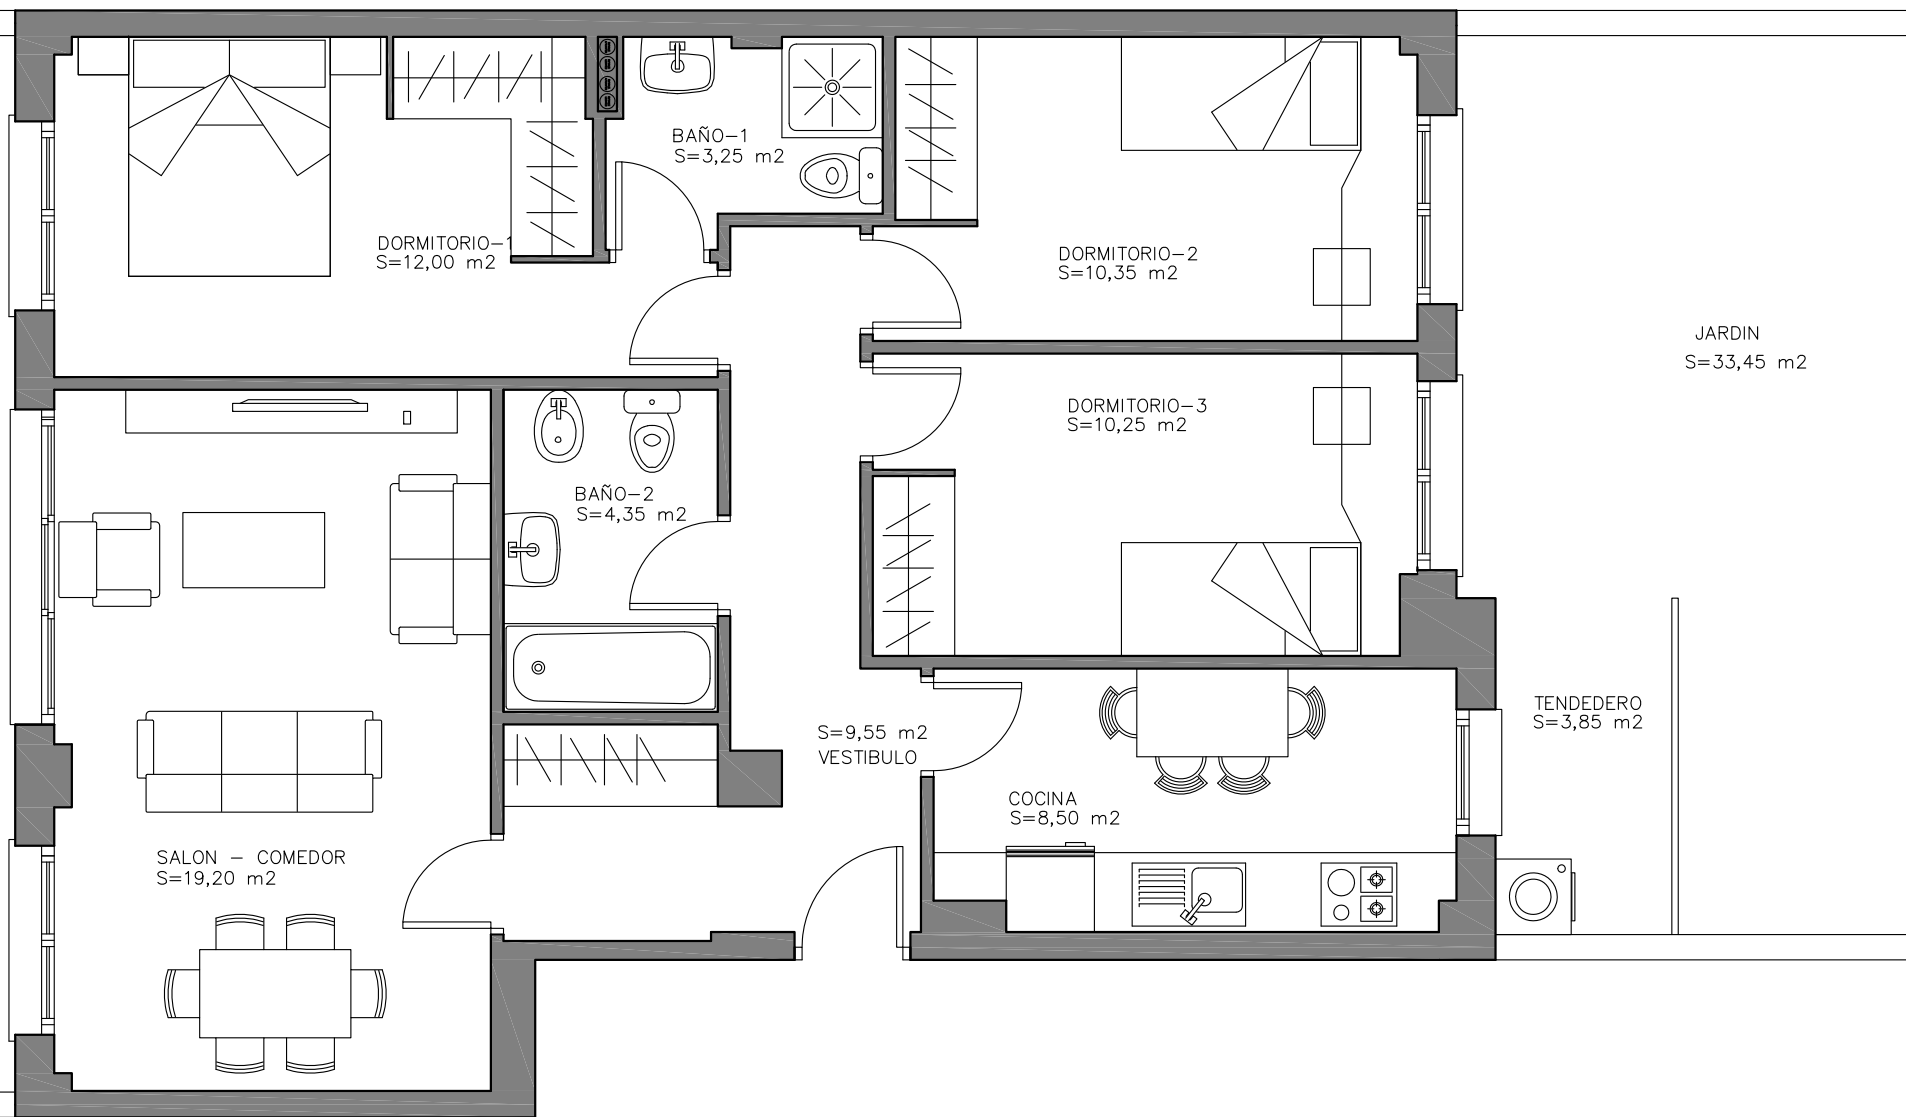 BAÑO-1
S=3,25 m2
DORMITORIO-1
S=12,00 m2
DORMITORIO-2
S=10,35 m2
JARDIN
S=33,45 m2
DORMITORIO-3
S=10,25 m2
BAÑO-2
S=4,35 m2
TENDEDERO
S=3,85 m2
S=9,55 m2
VESTIBULO
COCINA
S=8,50 m2
SALON - COMEDOR
S=19,20 m2